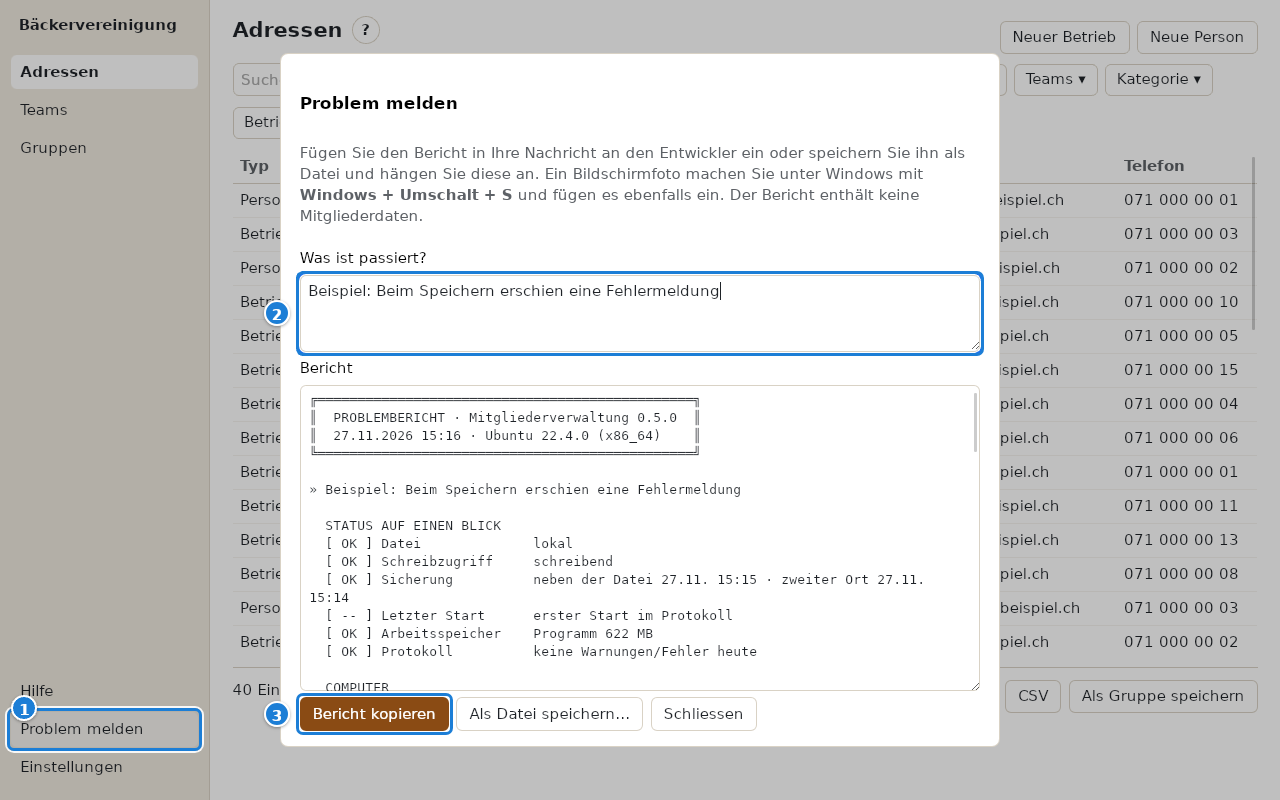 Bäckervereinigung
Adressen
Teams
Gruppen
Hilfe
1
Problem melden
Einstellungen
Adressen ?
Neuer Betrieb
Neue Person
Teams ▾
Kategorie ▾
Typ
Telefon
071 000 00 01
071 000 00 03
071 000 00 02
071 000 00 10
071 000 00 05
071 000 00 15
071 000 00 04
071 000 00 06
071 000 00 01
071 000 00 11
071 000 00 13
071 000 00 08
071 000 00 03
071 000 00 02
40
CSV
Als Gruppe speichern
Problem melden
Fügen Sie den Bericht in Ihre Nachricht an den Entwickler ein oder speichern Sie ihn als
Datei und hängen Sie diese an. Ein Bildschirmfoto machen Sie unter Windows mit
Windows + Umschalt + S und fügen es ebenfalls ein. Der Bericht enthält keine
Mitgliederdaten.
Was ist passiert?
2
Beispiel: Beim Speichern erschien eine Fehlermeldung
Bericht
PROBLEMBERICHT · Mitgliederverwaltung 0.5.0
27.11.2026 15:16 · Ubuntu 22.4.0 (x86_64)
» Beispiel: Beim Speichern erschien eine Fehlermeldung
STATUS AUF EINEN BLICK
[ OK ] Datei lokal
[ OK ] Schreibzugriff schreibend
[ OK ] Sicherung neben der Datei 27.11. 15:15 · zweiter Ort 27.11.
15:14
[ -- ] Letzter Start erster Start im Protokoll
[ OK ] Arbeitsspeicher Programm 622 MB
[ OK ] Protokoll keine Warnungen/Fehler heute
COMPUTER
3
Bericht kopieren
Als Datei speichern...
Schliessen